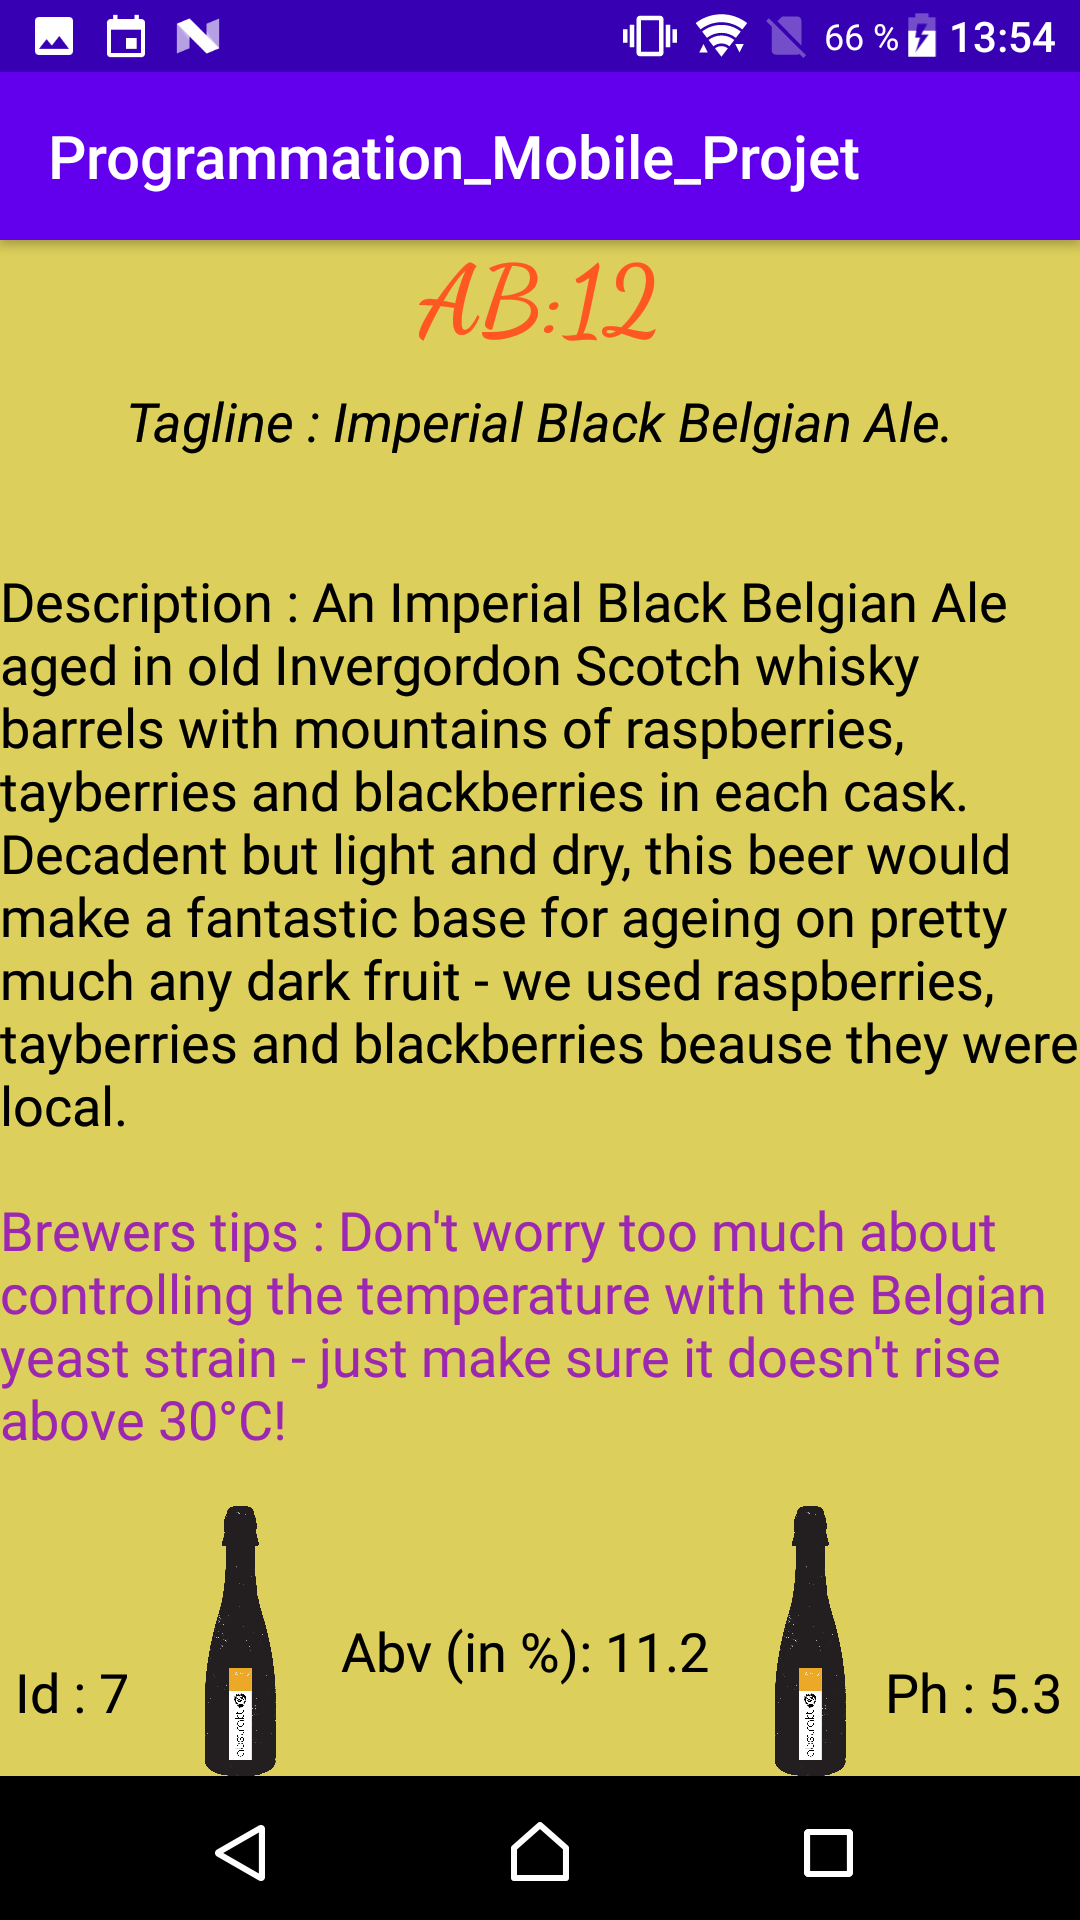 66 % 13:54
Programmation_Mobile_Projet
AB:12
Tagline : Imperial Black Belgian Ale.
Description : An Imperial Black Belgian Ale
aged in old Invergordon Scotch whisky
barrels with mountains of raspberries,
tayberries and blackberries in each cask.
Decadent but light and dry, this beer would
make a fantastic base for ageing on pretty
much any dark fruit - we used raspberries,
tayberries and blackberries beause they were
local.
Brewers tips : Don't worry too much about
controlling the temperature with the Belgian
yeast strain - just make sure it doesn't rise
above 30°C!
Abv (in %): 11.2
Id : 7
Ph : 5.3